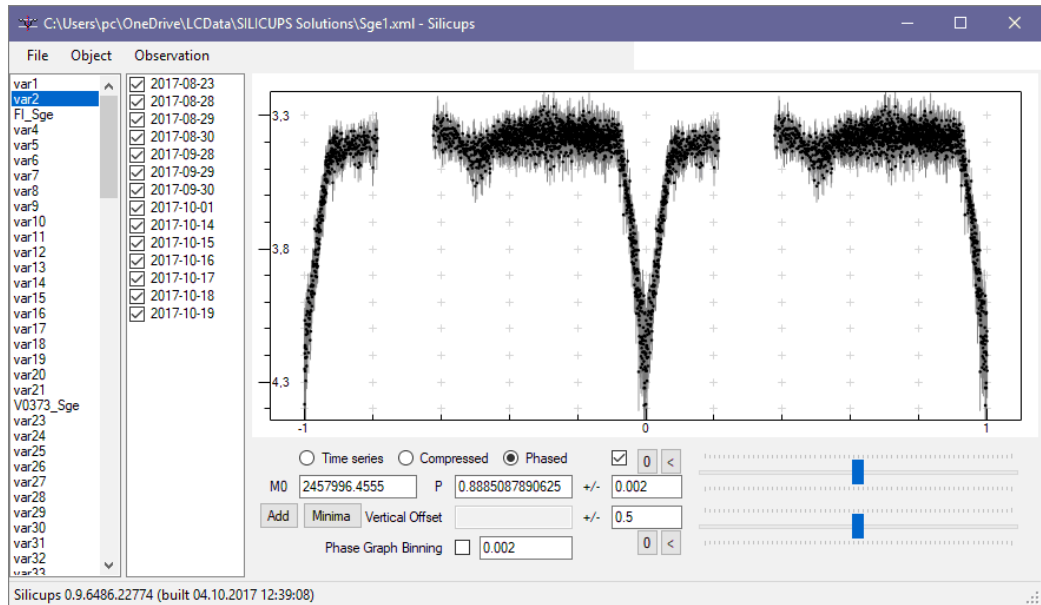 C:\Users\pc\OneDrive\LCData\SILICUPS Solutions\Sge1.xml - Silicups
File Object Observation
var1
var2
FI_Sge
var4
var5
var6
var7
var8
var9
var10
var11
var12
var13
var14
var15
var16
var17
var18
var19
var20
var21
V0373_Sge
var23
var24
var25
var26
var27
var28
var29
var30
var31
var32
var33
2017-08-23
2017-08-28
2017-08-29
2017-08-30
2017-09-28
2017-09-29
2017-09-30
2017-10-01
2017-10-14
2017-10-15
2017-10-16
2017-10-17
2017-10-18
2017-10-19
3,3
3,8
4,3
-1 0 1
Time series Compressed Phased 0 <
M0 2457996.4555 P 0.8885087890625 +/- 0.002
Add Minima Vertical Offset +/- 0.5
Phase Graph Binning 0.002 0 <
Silicups 0.9.6486.22774 (built 04.10.2017 12:39:08)